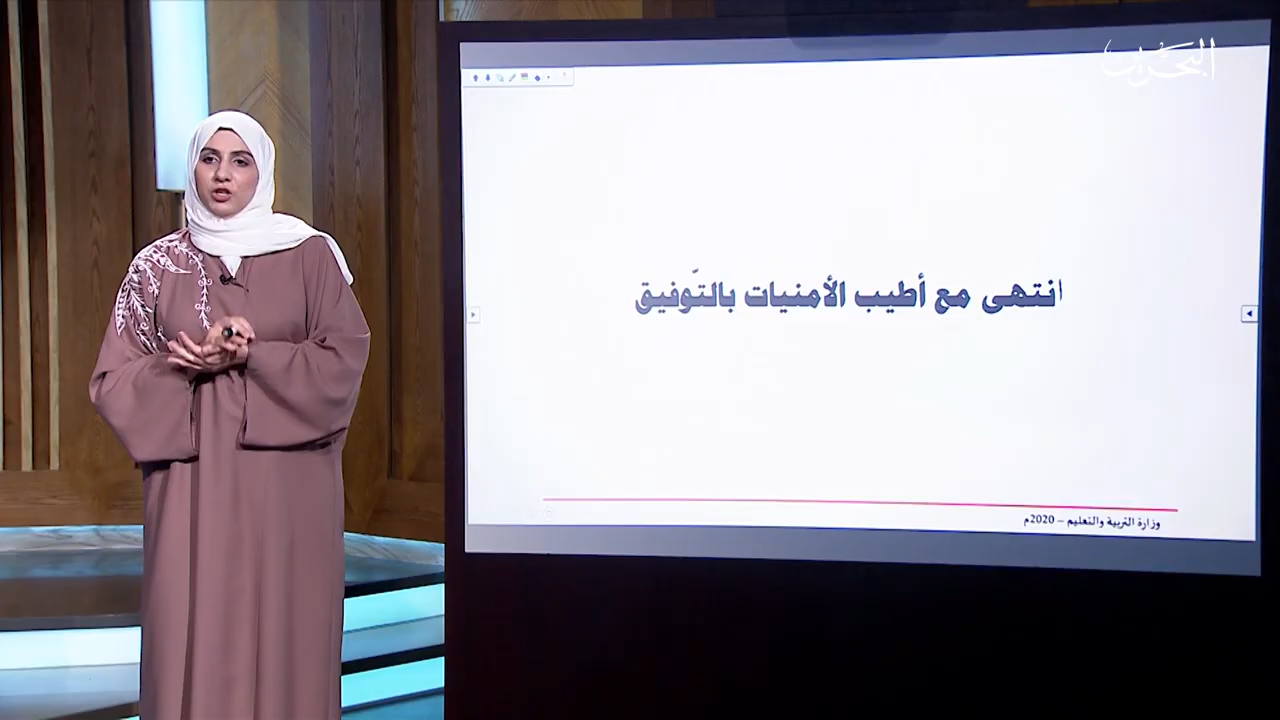 البحرين
انتهى مع أطيب الأمنيات بالتّوفيق
وزارة التربية والتعليم – 2020م